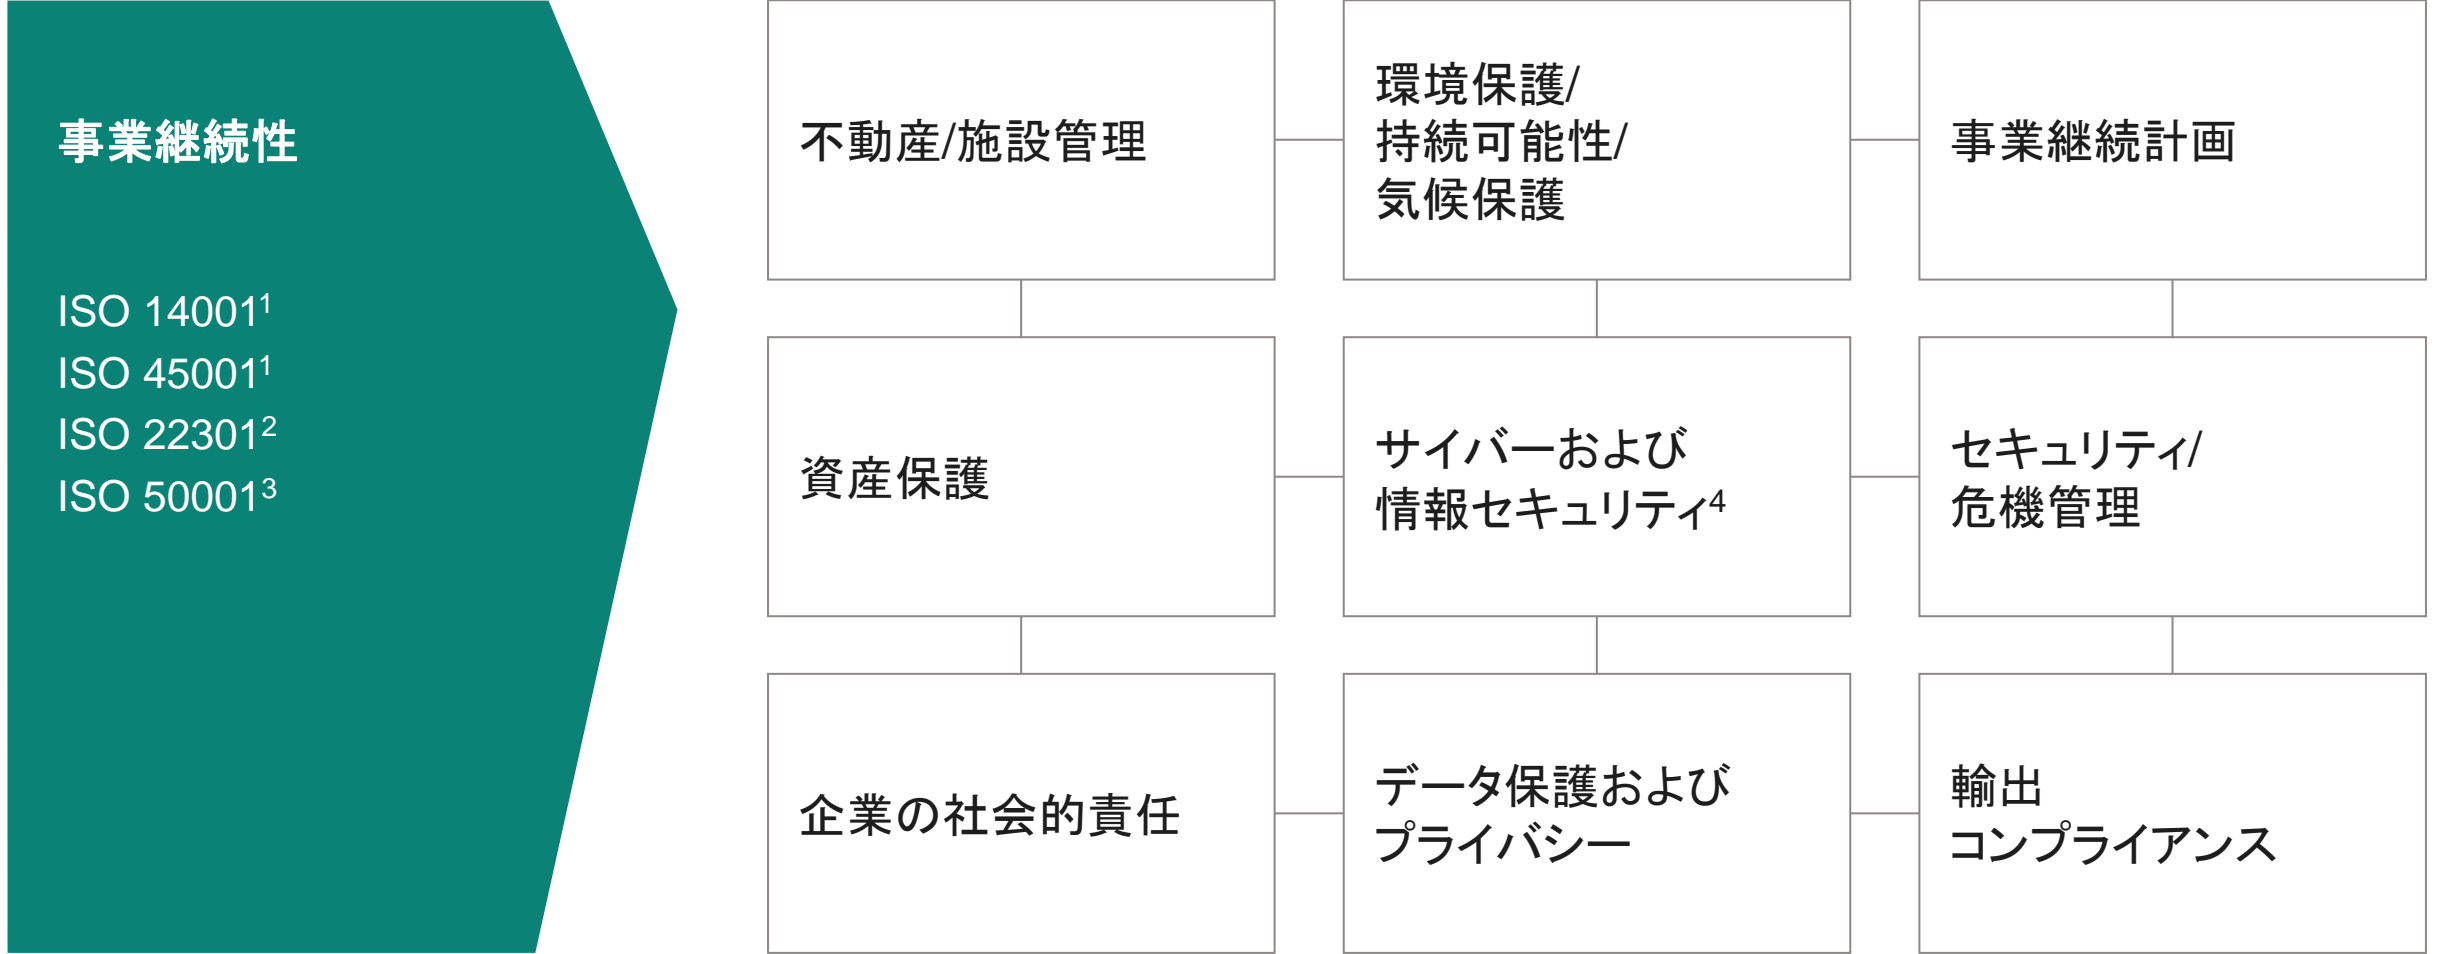 事業継続性
ISO 14001¹
ISO 45001¹
ISO 22301²
ISO 50001³
不動産/施設管理
環境保護/
持続可能性/
気候保護
事業継続計画
資産保護
サイバーおよび
情報セキュリティ⁴
セキュリティ/
危機管理
企業の社会的責任
データ保護および
プライバシー
輸出
コンプライアンス